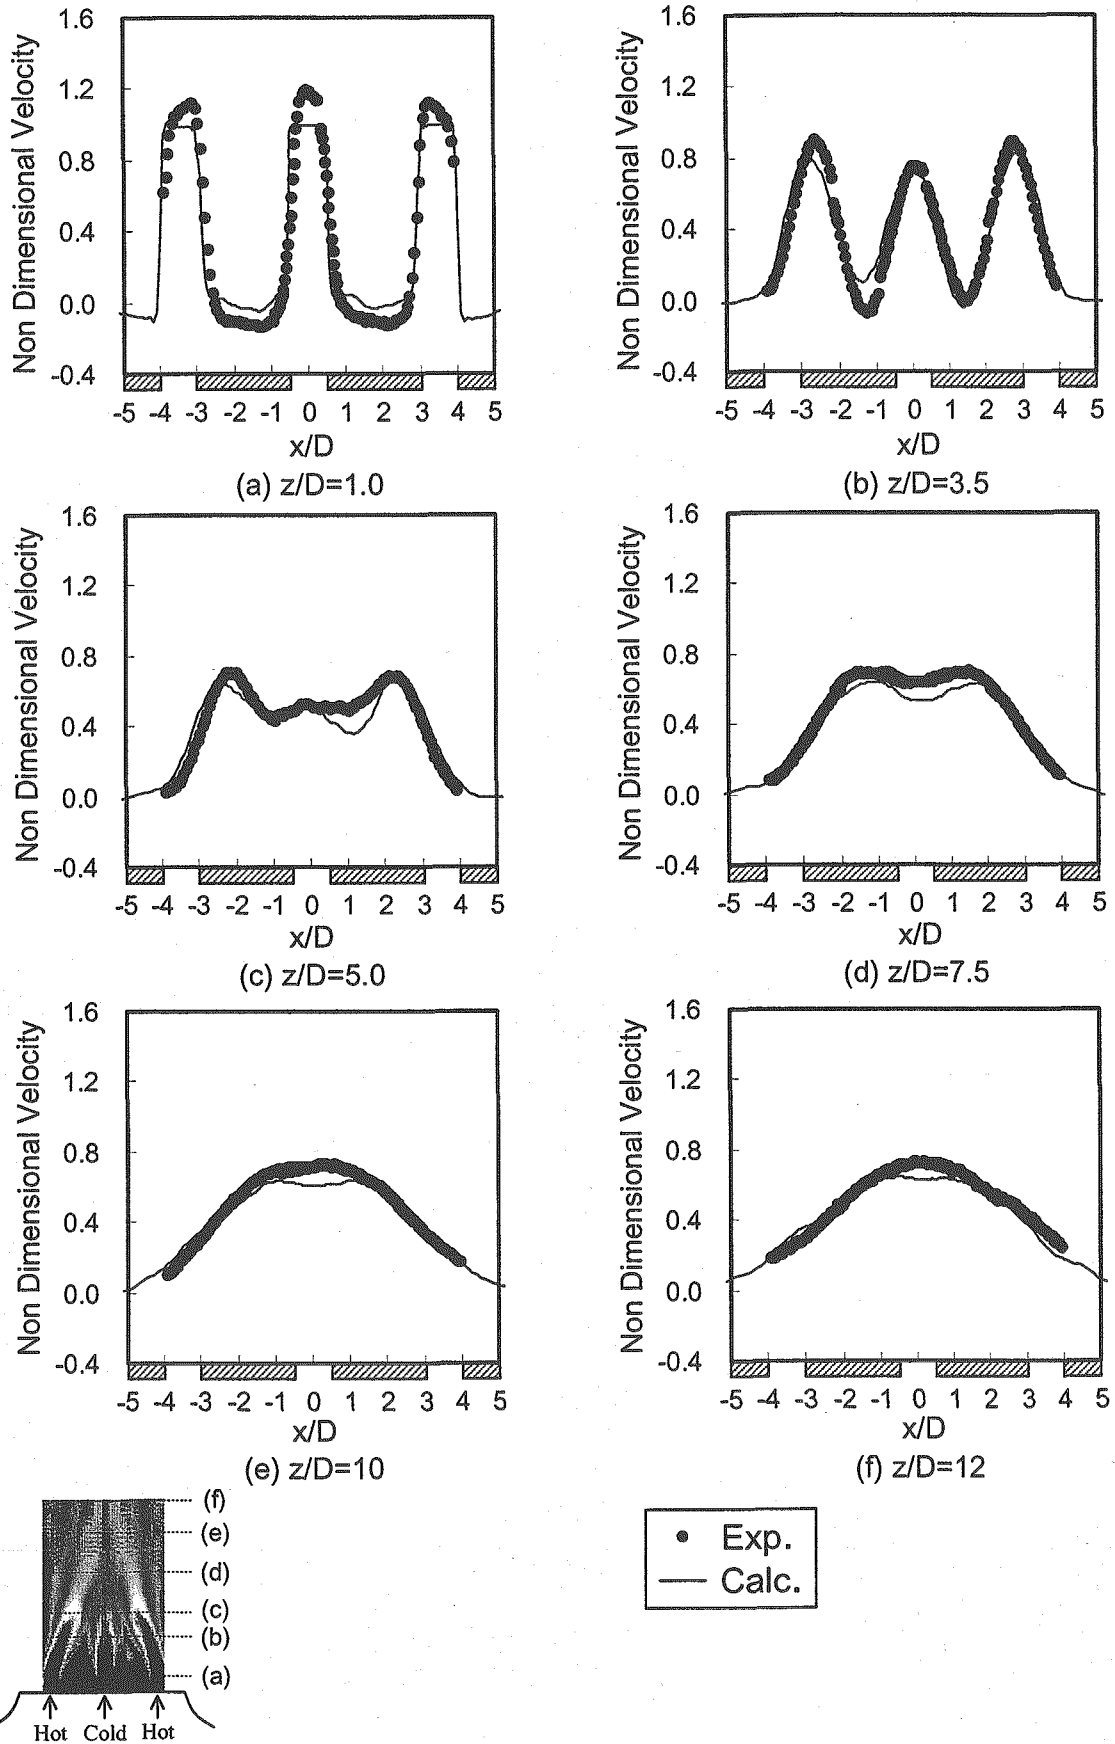 Non Dimensional Velocity
1.6
1.2
0.8
0.4
0.0
-0.4
-5 -4 -3 -2 -1 0 1 2 3 4 5
x/D
(a) z/D=1.0
Non Dimensional Velocity
1.6
1.2
0.8
0.4
0.0
-0.4
-5 -4 -3 -2 -1 0 1 2 3 4 5
x/D
(b) z/D=3.5
Non Dimensional Velocity
1.6
1.2
0.8
0.4
0.0
-0.4
-5 -4 -3 -2 -1 0 1 2 3 4 5
x/D
(c) z/D=5.0
Non Dimensional Velocity
1.6
1.2
0.8
0.4
0.0
-0.4
-5 -4 -3 -2 -1 0 1 2 3 4 5
x/D
(d) z/D=7.5
Non Dimensional Velocity
1.6
1.2
0.8
0.4
0.0
-0.4
-5 -4 -3 -2 -1 0 1 2 3 4 5
x/D
(e) z/D=10
Non Dimensional Velocity
1.6
1.2
0.8
0.4
0.0
-0.4
-5 -4 -3 -2 -1 0 1 2 3 4 5
x/D
(f) z/D=12
(f)
(e)
(d)
(c)
(b)
(a)
Hot Cold Hot
Exp.
Calc.